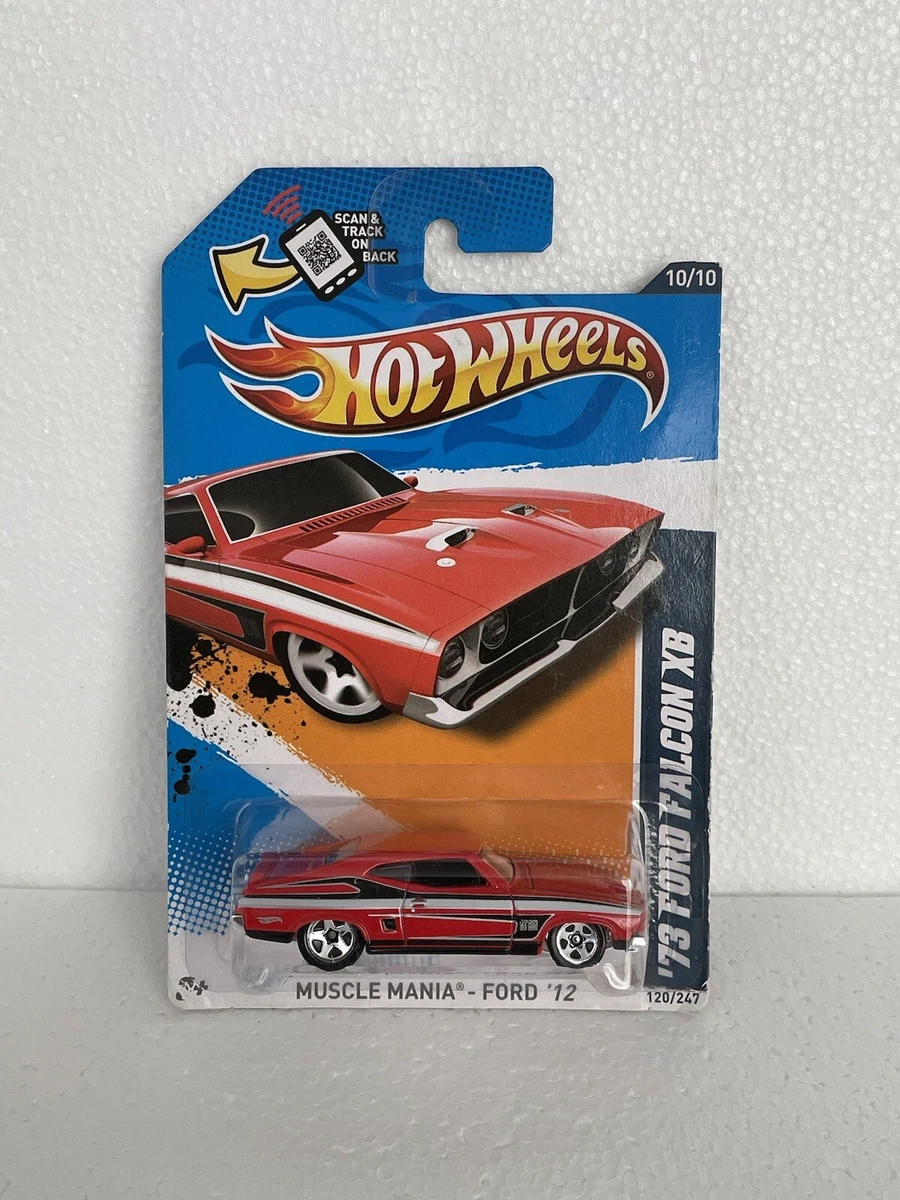 SCAN &
TRACK
ON
BACK
10/10
HOT WHEELS®
'73 FORD FALCON XB
MUSCLE MANIA® - FORD '12
120/247